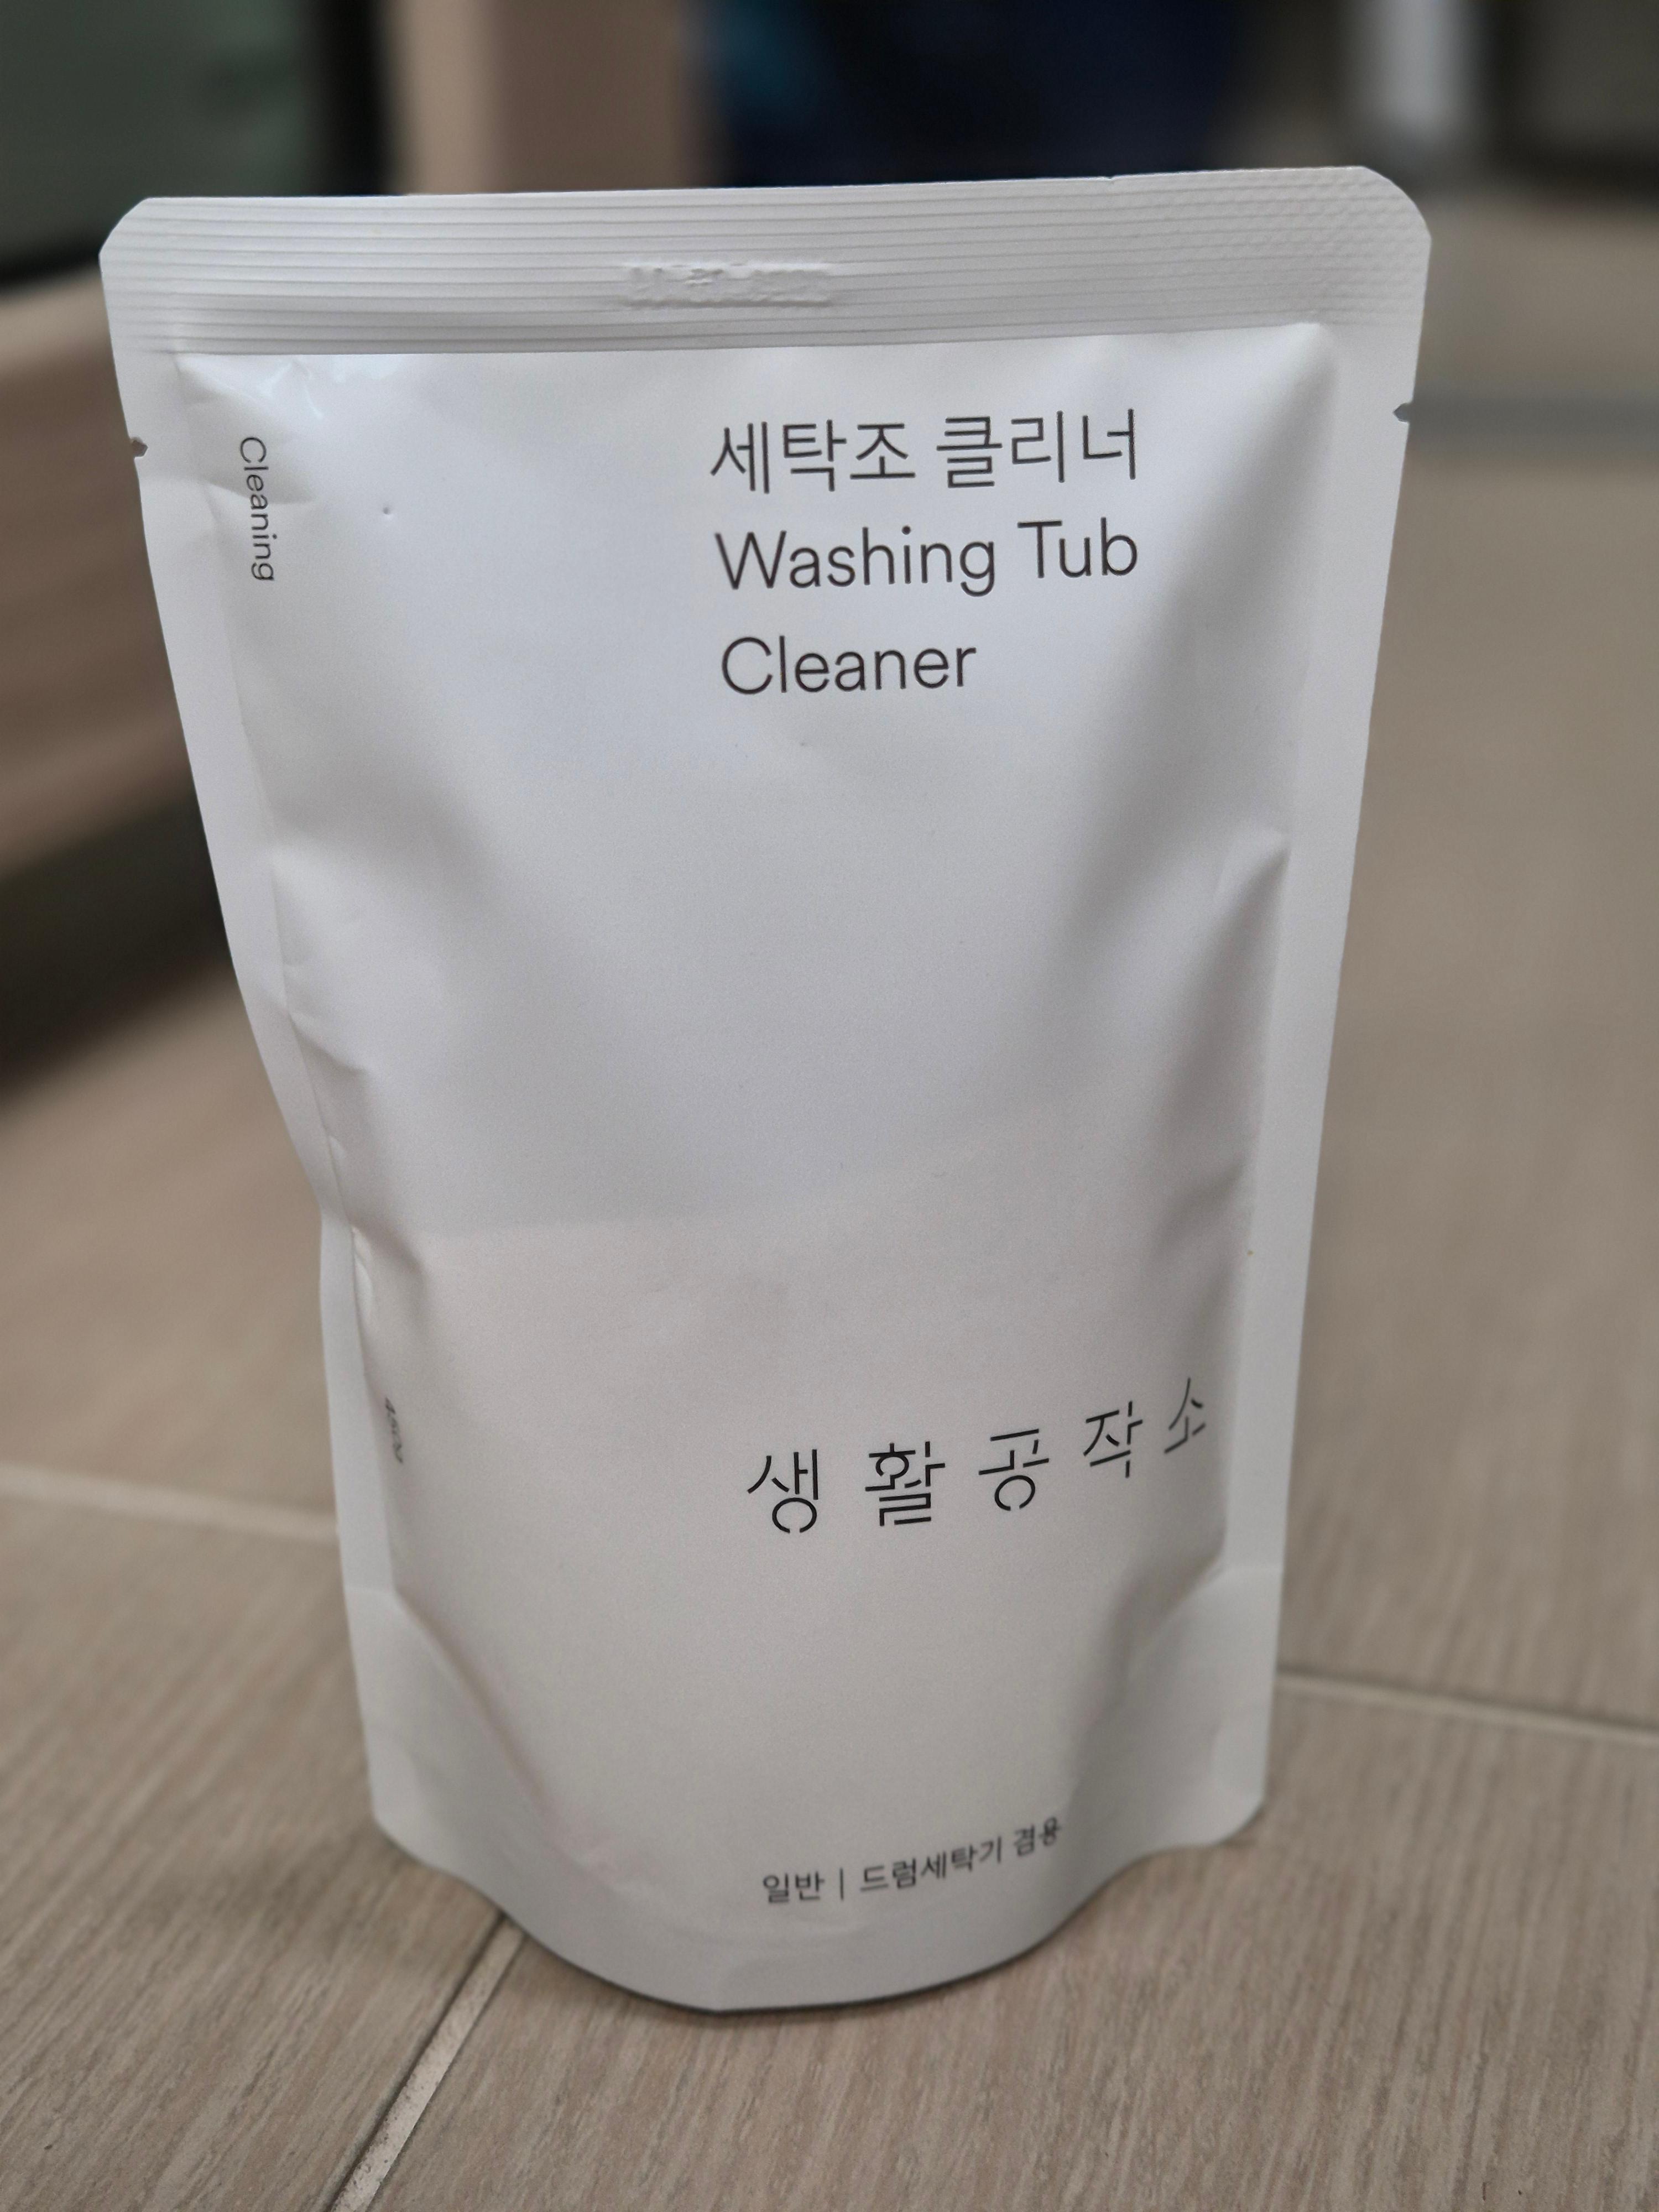 세탁조 클리너
Washing Tub
Cleaner
Cleaning
450g
생활공작소
일반 | 드럼세탁기 겸용